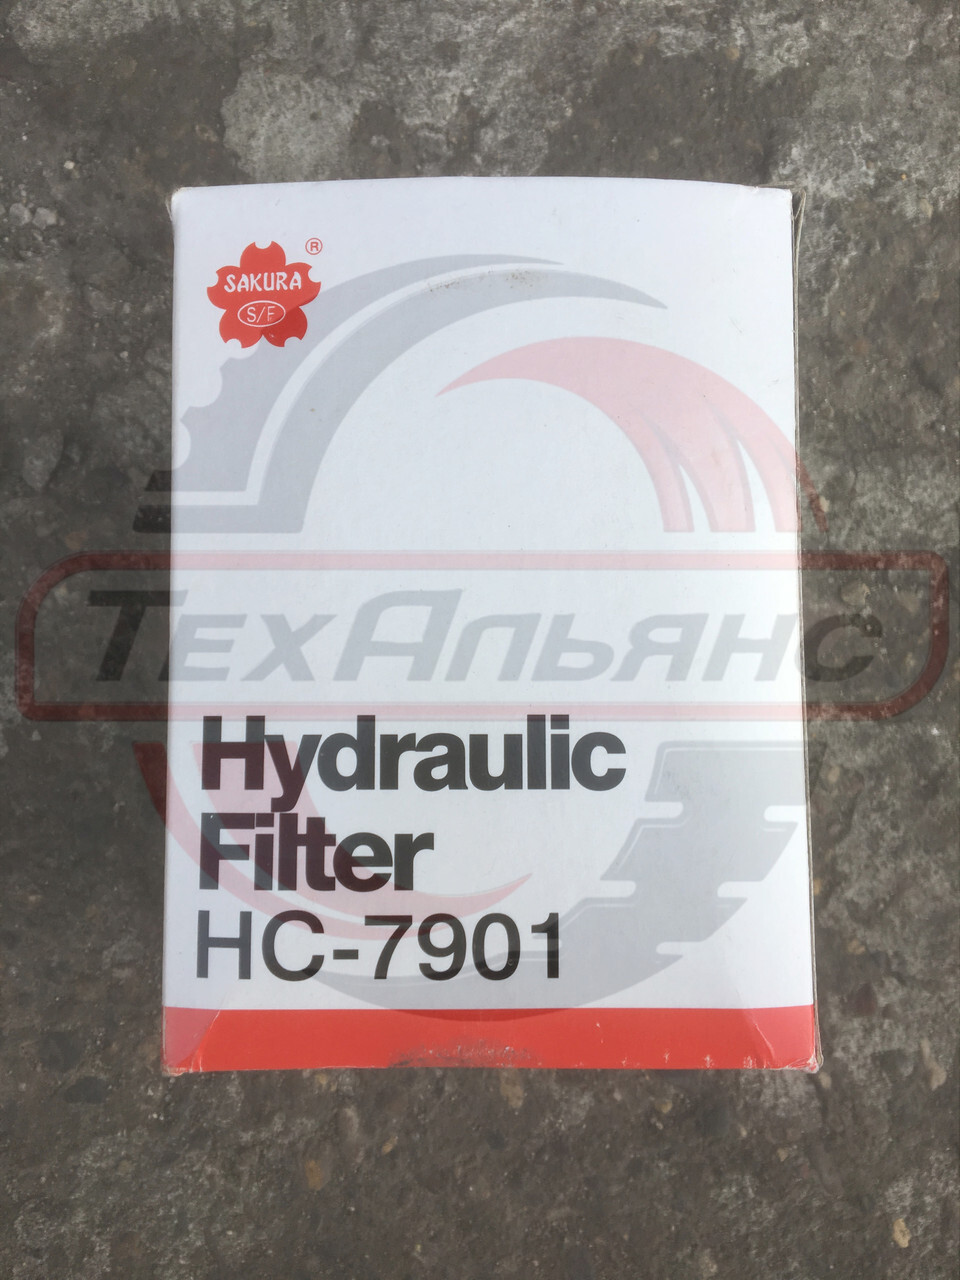 SAKURA ®
S/F
ТехАльянс
Hydraulic
Filter
HC-7901